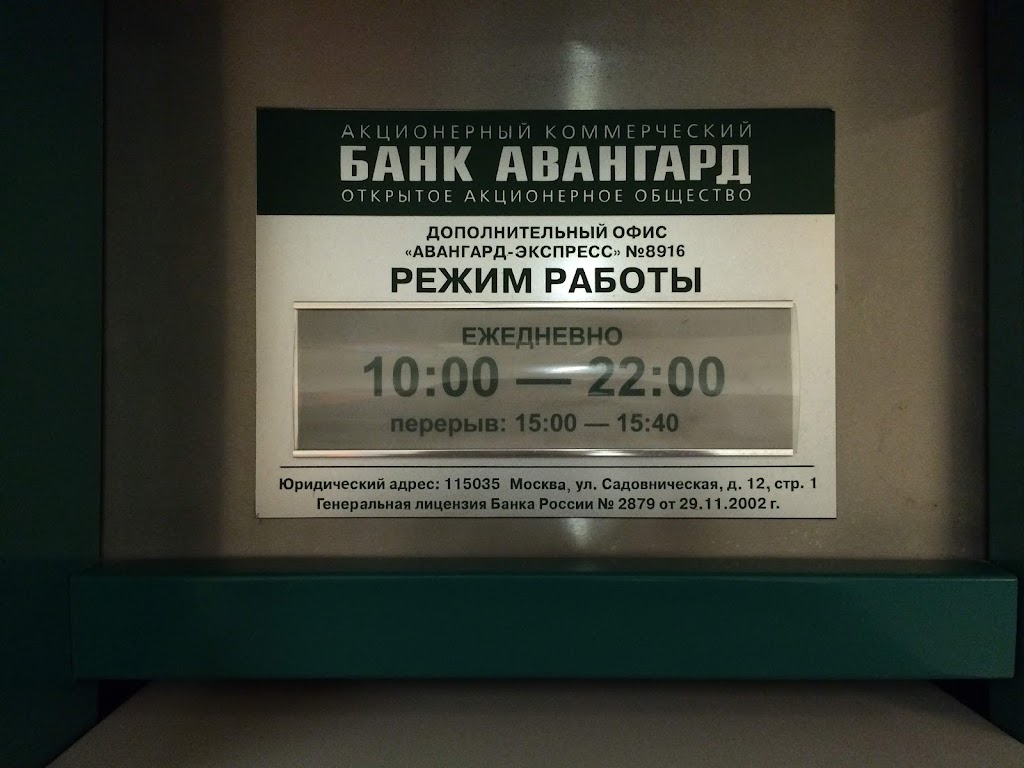 АКЦИОНЕРНЫЙ КОММЕРЧЕСКИЙ
БАНК АВАНГАРД
ОТКРЫТОЕ АКЦИОНЕРНОЕ ОБЩЕСТВО
ДОПОЛНИТЕЛЬНЫЙ ОФИС
«АВАНГАРД-ЭКСПРЕСС» №8916
РЕЖИМ РАБОТЫ
ЕЖЕДНЕВНО
10:00 — 22:00
перерыв: 15:00 — 15:40
Юридический адрес: 115035 Москва, ул. Садовническая, д. 12, стр. 1
Генеральная лицензия Банка России № 2879 от 29.11.2002 г.